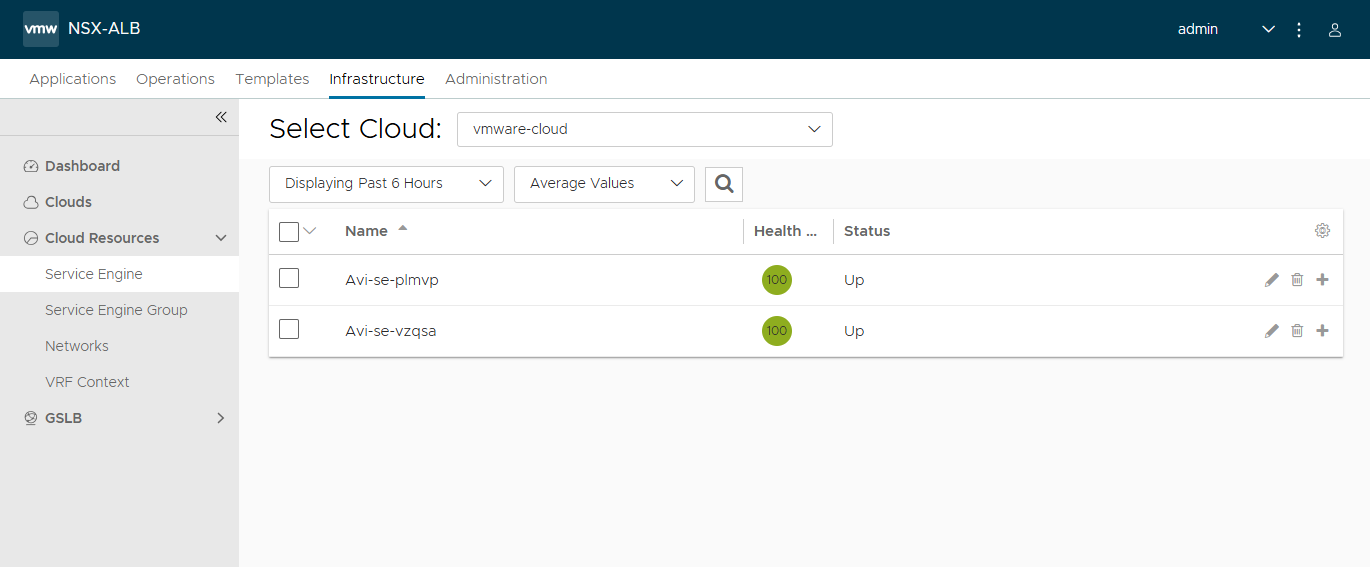 vmw NSX-ALB admin
Applications Operations Templates Infrastructure Administration
Select Cloud: vmware-cloud
Dashboard
Clouds
Cloud Resources
Service Engine
Service Engine Group
Networks
VRF Context
GSLB
Displaying Past 6 Hours Average Values
Name Health ... Status
Avi-se-plmvp 100 Up
Avi-se-vzqsa 100 Up